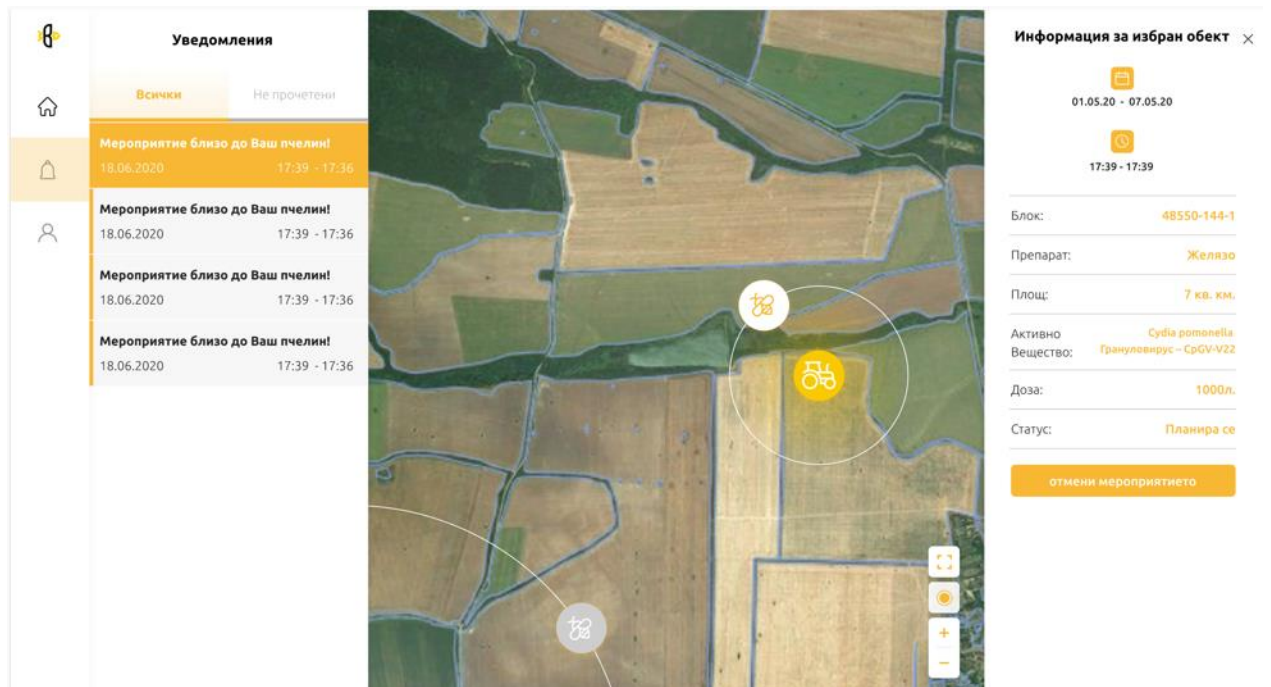 Уведомления
Всички
Не прочетени
Мероприятие близо до Ваш пчелин!
18.06.2020 17:39 - 17:36
Мероприятие близо до Ваш пчелин!
18.06.2020 17:39 - 17:36
Мероприятие близо до Ваш пчелин!
18.06.2020 17:39 - 17:36
Мероприятие близо до Ваш пчелин!
18.06.2020 17:39 - 17:36
Информация за избран обект
01.05.20 - 07.05.20
17:39 - 17:39
Блок: 48550-144-1
Препарат: Желязо
Площ: 7 кв. км.
Активно Вещество:
Cydia pomonella
Грануловирус – CpGV-V22
Доза: 1000л.
Статус: Планира се
отмени мероприятието